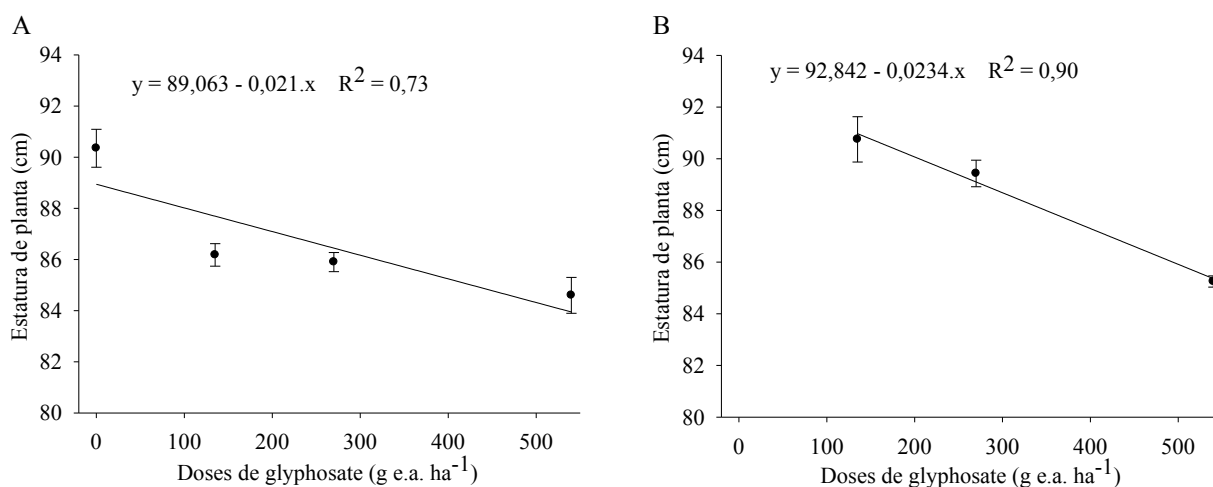 A
y = 89,063 - 0,021.x R² = 0,73
Estatura de planta (cm)
94
92
90
88
86
84
82
80
0 100 200 300 400 500
Doses de glyphosate (g e.a. ha⁻¹)
B
y = 92,842 - 0,0234.x R² = 0,90
Estatura de planta (cm)
94
92
90
88
86
84
82
80
0 100 200 300 400 500
Doses de glyphosate (g e.a. ha⁻¹)